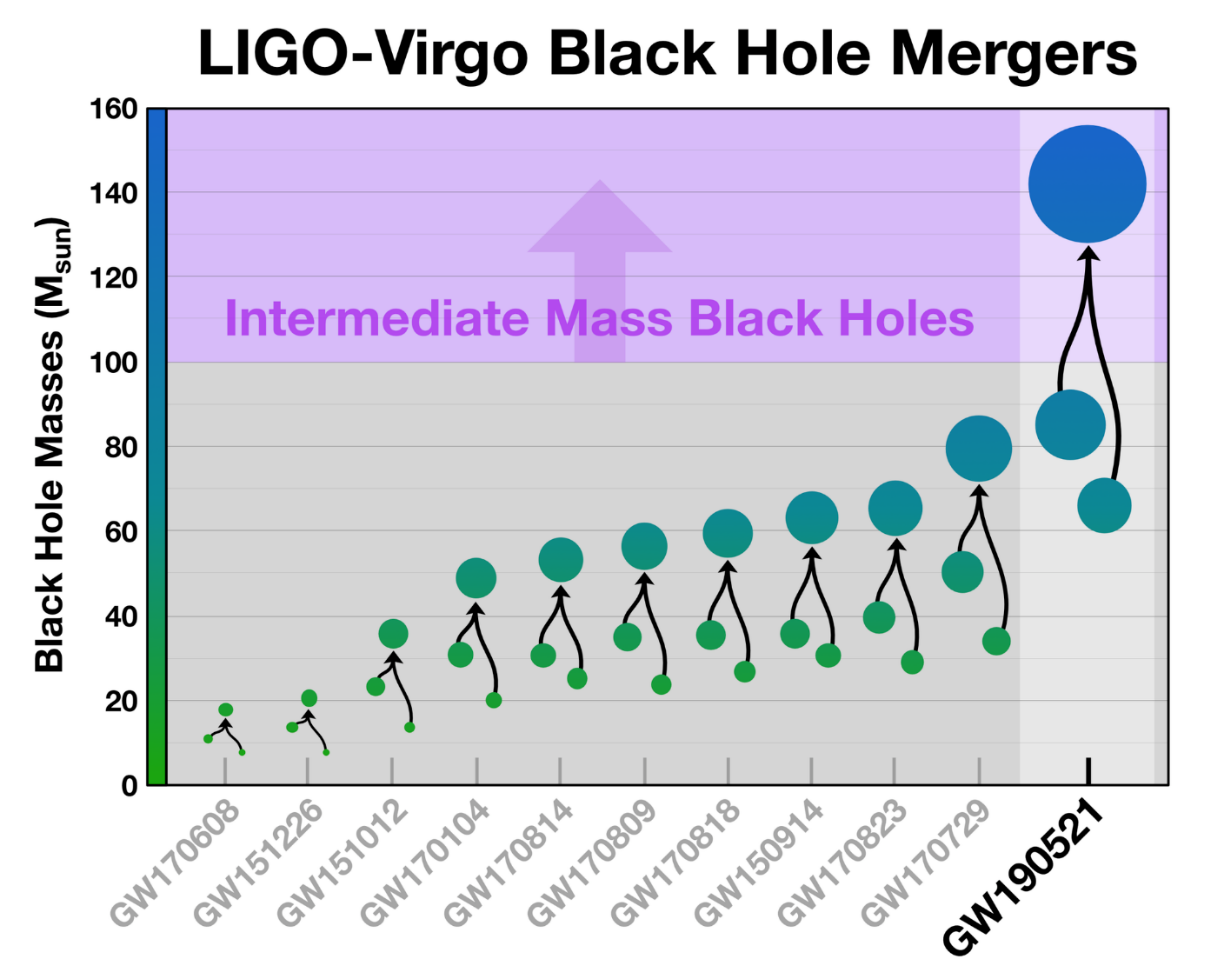 LIGO-Virgo Black Hole Mergers
Black Hole Masses (Msun)
160
140
120
100
80
60
40
20
0
Intermediate Mass Black Holes
GW170608
GW151226
GW151012
GW170104
GW170814
GW170809
GW170818
GW150914
GW170823
GW170729
GW190521